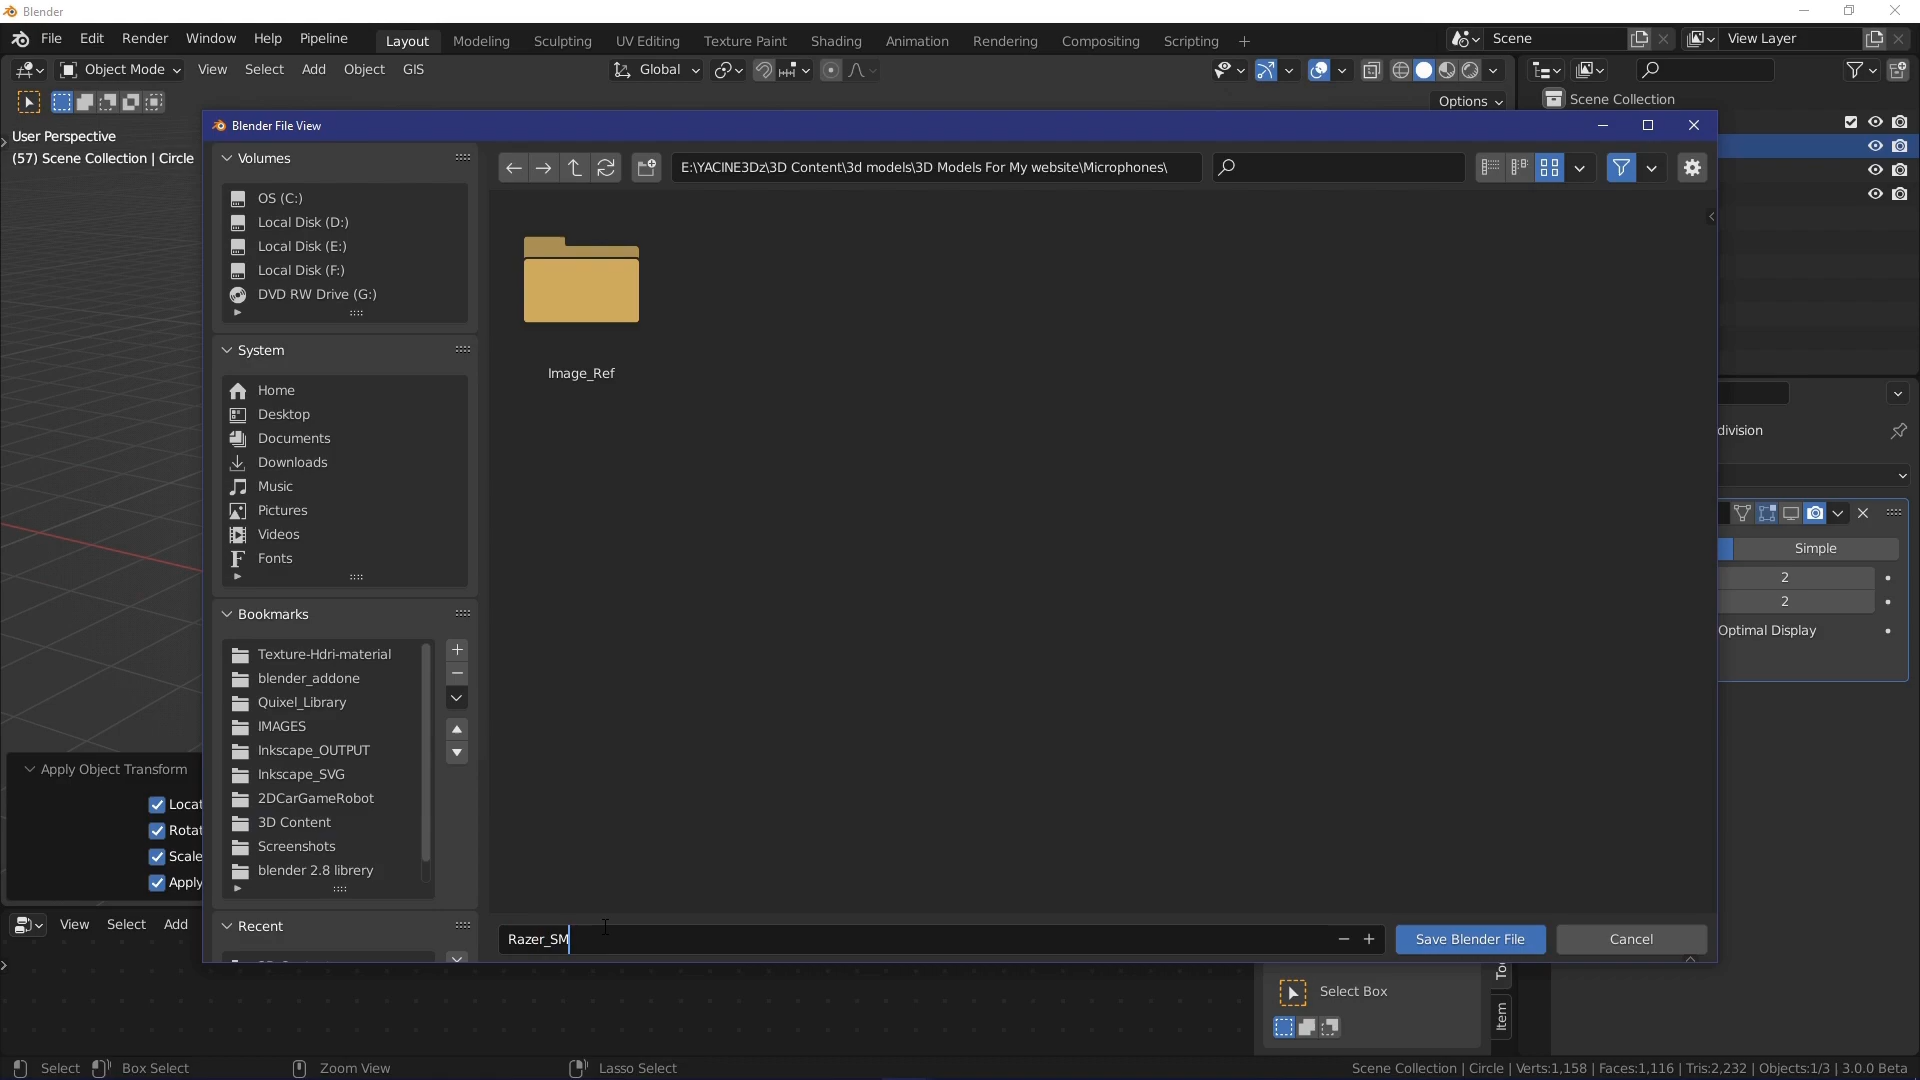 Blender
File Edit Render Window Help Pipeline Layout Modeling Sculpting UV Editing Texture Paint Shading Animation Rendering Compositing Scripting + Scene View Layer
Object Mode View Select Add Object GIS Global
Options Scene Collection
User Perspective
(57) Scene Collection | Circle
Blender File View
Volumes
OS (C:)
Local Disk (D:)
Local Disk (E:)
Local Disk (F:)
DVD RW Drive (G:)
System
Home
Desktop
Documents
Downloads
Music
Pictures
Videos
Fonts
Bookmarks
Texture-Hdri-material
blender_addone
Quixel_Library
IMAGES
Inkscape_OUTPUT
Inkscape_SVG
2DCarGameRobot
3D Content
Screenshots
blender 2.8 librery
Recent
E:\YACINE3Dz\3D Content\3d models\3D Models For My website\Microphones\
Image_Ref
Razer_SM
Save Blender File Cancel
division
Simple
2
2
Optimal Display
Apply Object Transform
Locat
Rotat
Scale
Apply
View Select Add
Select Box
Item
Select Box Select Zoom View Lasso Select
Scene Collection | Circle | Verts:1,158 | Faces:1,116 | Tris:2,232 | Objects:1/3 | 3.0.0 Beta